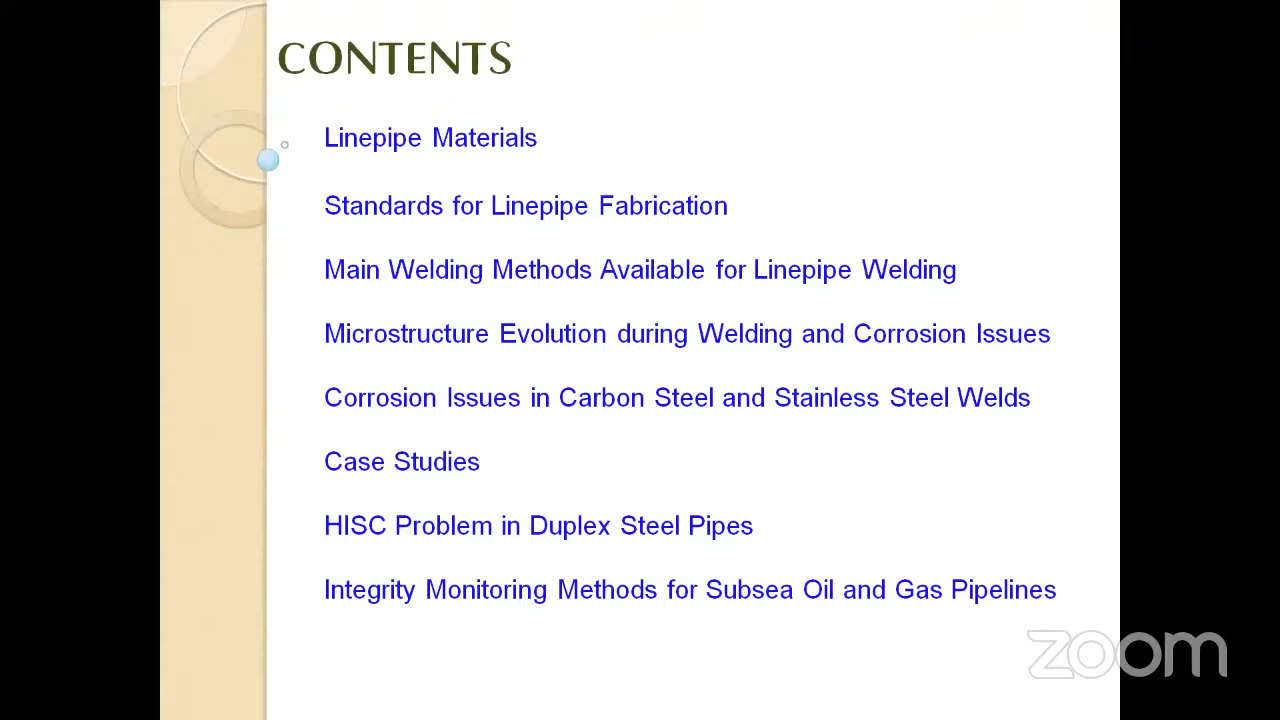 CONTENTS
Linepipe Materials
Standards for Linepipe Fabrication
Main Welding Methods Available for Linepipe Welding
Microstructure Evolution during Welding and Corrosion Issues
Corrosion Issues in Carbon Steel and Stainless Steel Welds
Case Studies
HISC Problem in Duplex Steel Pipes
Integrity Monitoring Methods for Subsea Oil and Gas Pipelines
zoom